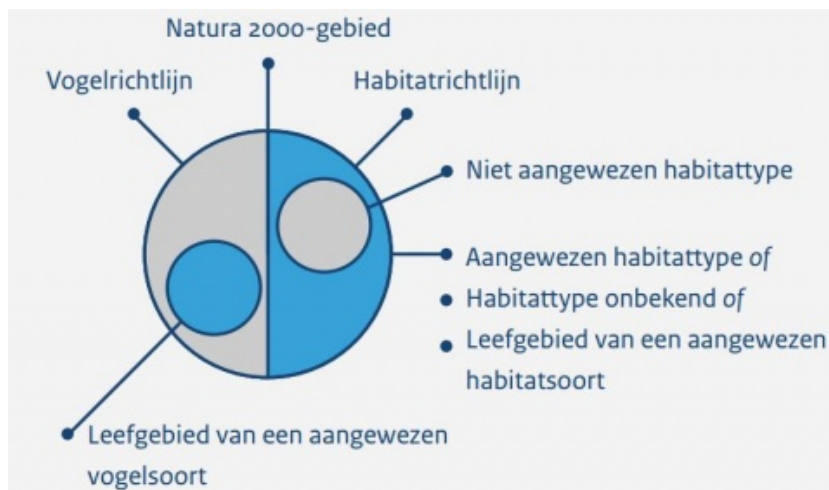 Natura 2000-gebied
Vogelrichtlijn
Habitatrichtlijn
Niet aangewezen habitattype
Aangewezen habitattype of
Habitattype onbekend of
Leefgebied van een aangewezen
habitatsoort
Leefgebied van een aangewezen
vogelsoort